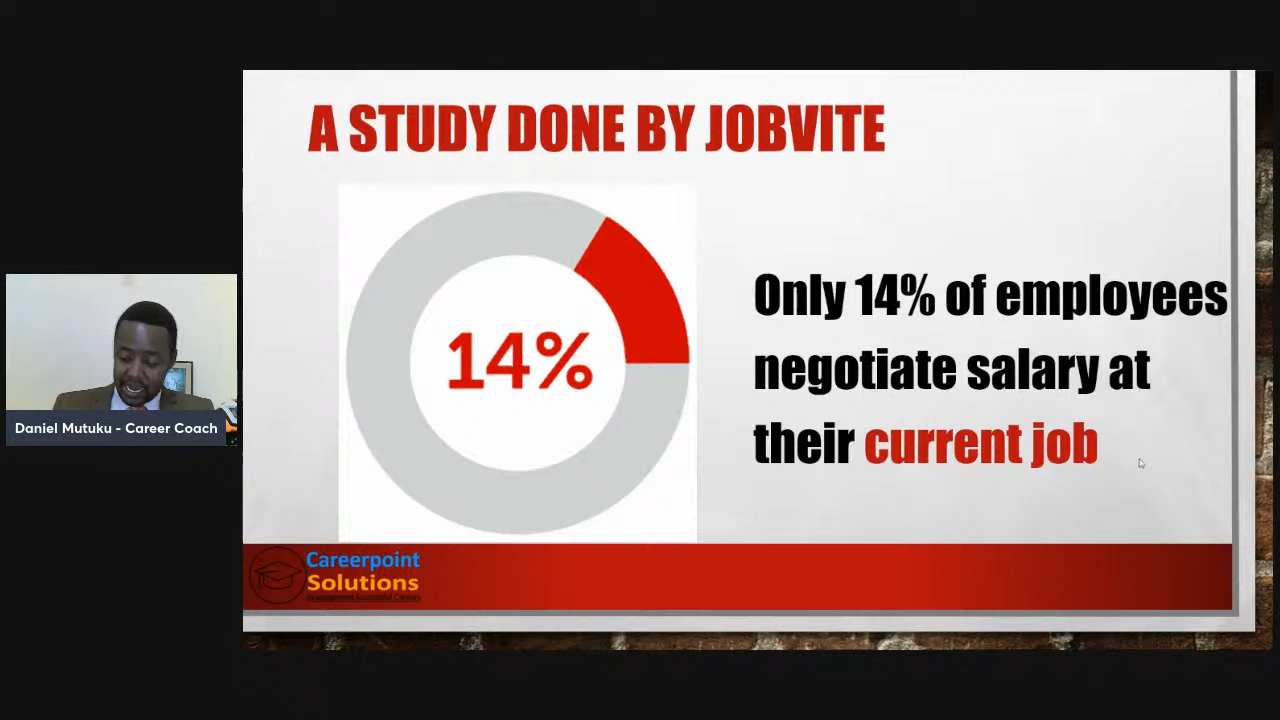 A STUDY DONE BY JOBVITE
14%
Only 14% of employees
negotiate salary at
their current job
Daniel Mutuku - Career Coach
Careerpoint
Solutions